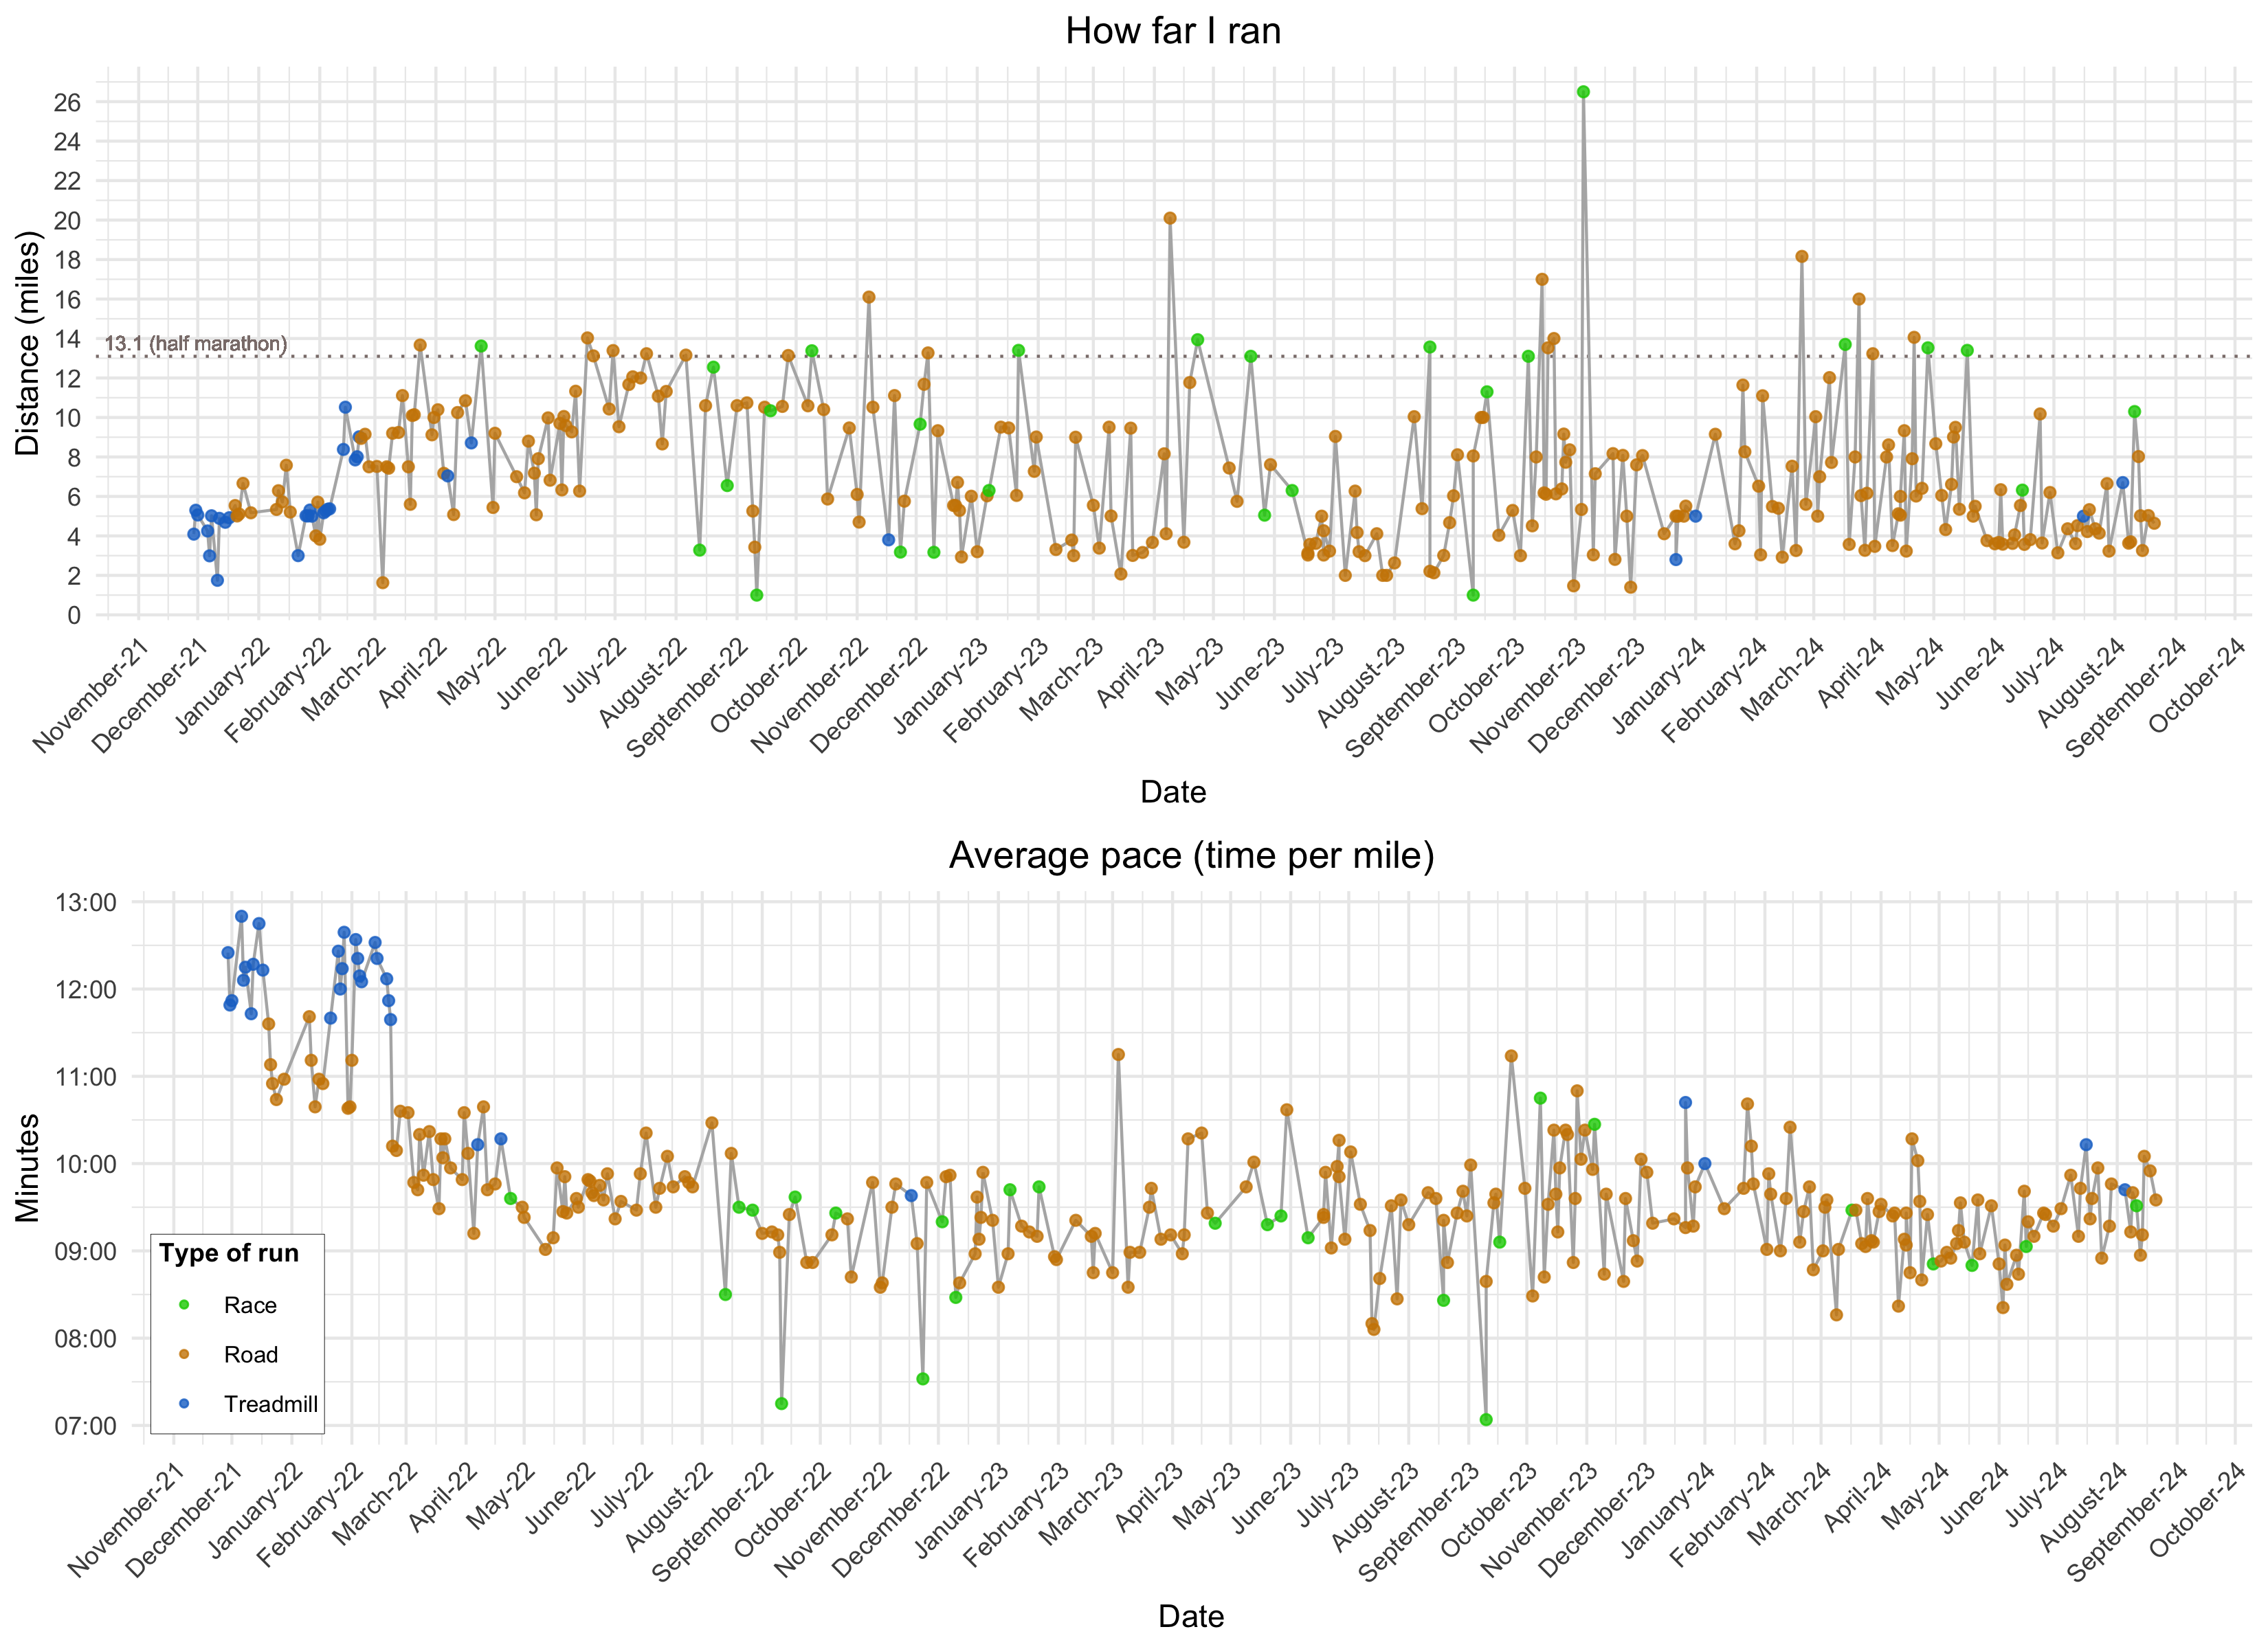 How far I ran
26
24
22
20
18
16
14
12
10
8
6
4
2
0
Distance (miles)
13.1 (half marathon)
November-21
December-21
January-22
February-22
March-22
April-22
May-22
June-22
July-22
August-22
September-22
October-22
November-22
December-22
January-23
February-23
March-23
April-23
May-23
June-23
July-23
August-23
September-23
October-23
November-23
December-23
January-24
February-24
March-24
April-24
May-24
June-24
July-24
August-24
September-24
October-24
Date
Average pace (time per mile)
13:00
12:00
11:00
10:00
09:00
08:00
07:00
Minutes
Type of run
Race
Road
Treadmill
November-21
December-21
January-22
February-22
March-22
April-22
May-22
June-22
July-22
August-22
September-22
October-22
November-22
December-22
January-23
February-23
March-23
April-23
May-23
June-23
July-23
August-23
September-23
October-23
November-23
December-23
January-24
February-24
March-24
April-24
May-24
June-24
July-24
August-24
September-24
October-24
Date